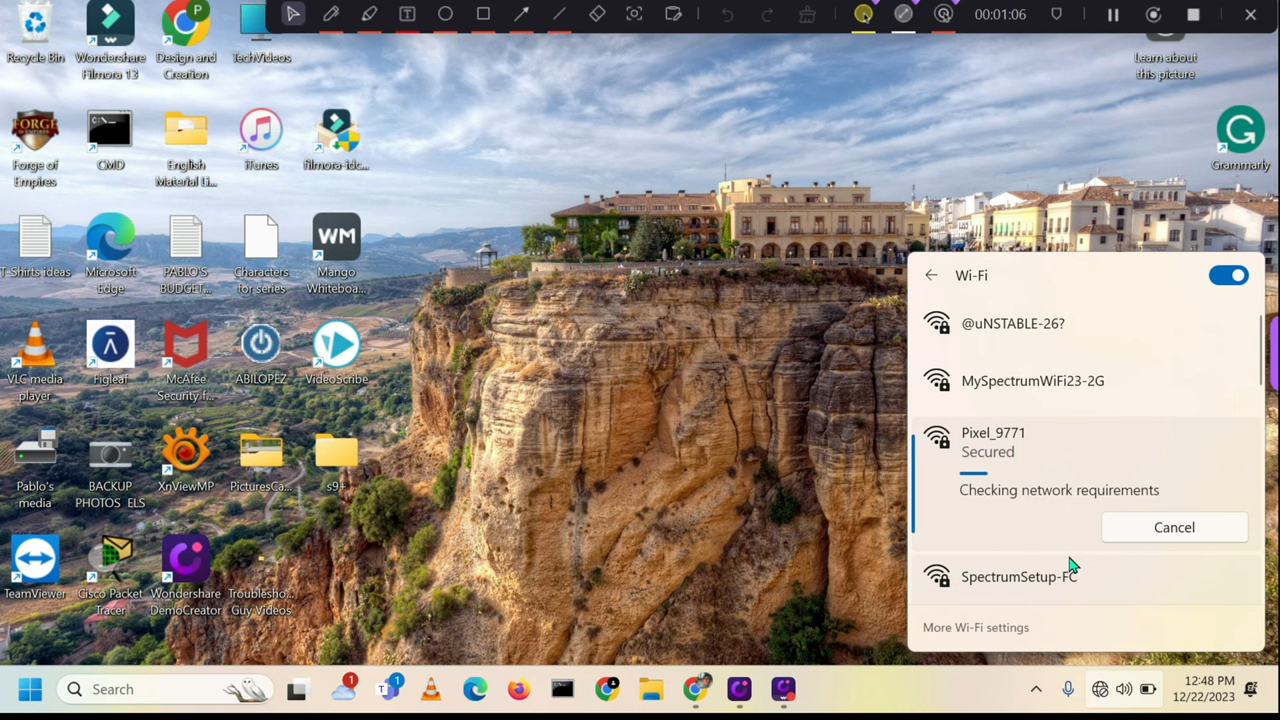 00:01:06
Recycle Bin
Wondershare
Filmora 13
Design and
Creation
TechVideos
Learn about
this picture
Forge of
Empires
CMD
English
Material Li...
iTunes
filmora-idc...
Grammarly
T-Shirts ideas
Microsoft
Edge
PABLO'S
BUDGET...
Characters
for series
WM
Mango
Whiteboa...
VLC media
player
Figleaf
McAfee
Security f...
ABILOPEZ
VideoScribe
Pablo's
media
BACKUP
PHOTOS_ELS
XnViewMP
PicturesCa...
s9+
TeamViewer
Cisco Packet
Tracer
Wondershare
DemoCreator
Troublesho...
Guy Videos
Wi-Fi
@uNSTABLE-26?
MySpectrumWiFi23-2G
Pixel_9771
Secured
Checking network requirements
Cancel
SpectrumSetup-FC
More Wi-Fi settings
Search
1
1
12:48 PM
12/22/2023